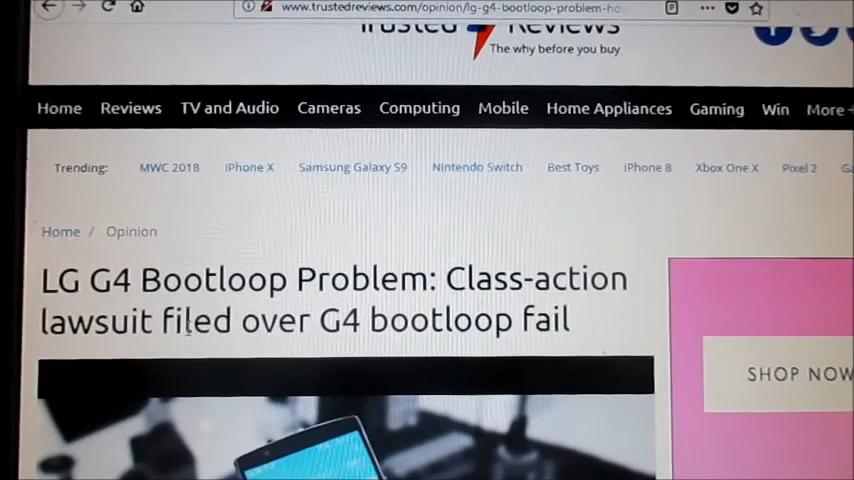 www.trustedreviews.com/opinion/lg-g4-bootloop-problem-ho
Trusted Reviews
The why before you buy
Home Reviews TV and Audio Cameras Computing Mobile Home Appliances Gaming Win More +
Trending: MWC 2018 iPhone X Samsung Galaxy S9 Nintendo Switch Best Toys iPhone 8 Xbox One X Pixel 2
Home / Opinion
LG G4 Bootloop Problem: Class-action
lawsuit filed over G4 bootloop fail
SHOP NOW